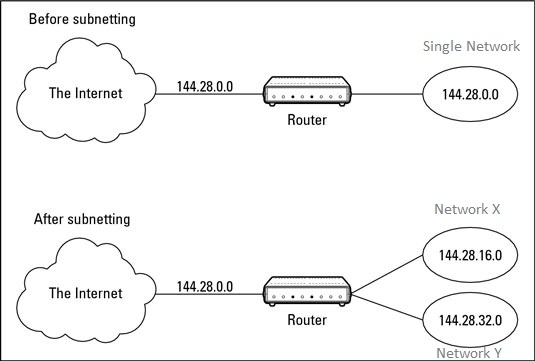 Before subnetting
Single Network
The Internet
144.28.0.0
144.28.0.0
Router
After subnetting
Network X
144.28.16.0
The Internet
144.28.0.0
Router
144.28.32.0
Network Y